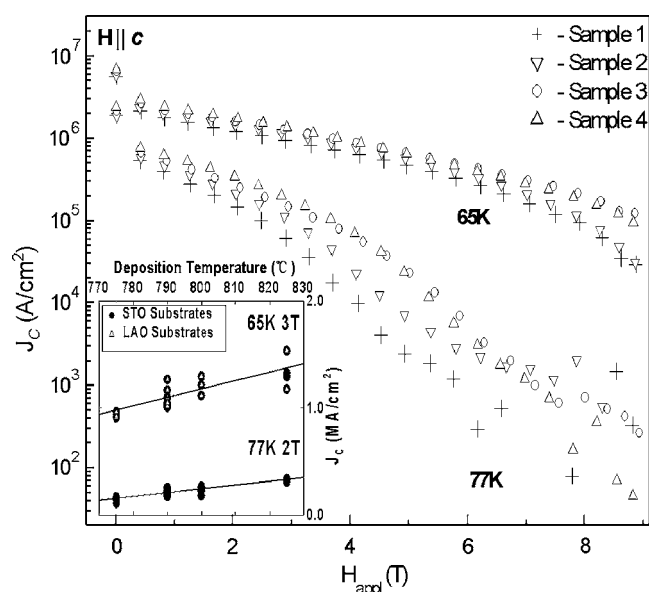 H || c
+ - Sample 1
▽ - Sample 2
○ - Sample 3
△ - Sample 4
10^7
10^6
10^5
10^4
10^3
10^2
J_C (A/cm^2)
65K
77K
Deposition Temperature (°C)
770 780 790 800 810 820 830
● STO Substrates
△ LAO Substrates
65K 3T
77K 2T
2.0
1.0
0.0
J_c (MA/cm^2)
0 2 4 6 8
H_appl (T)